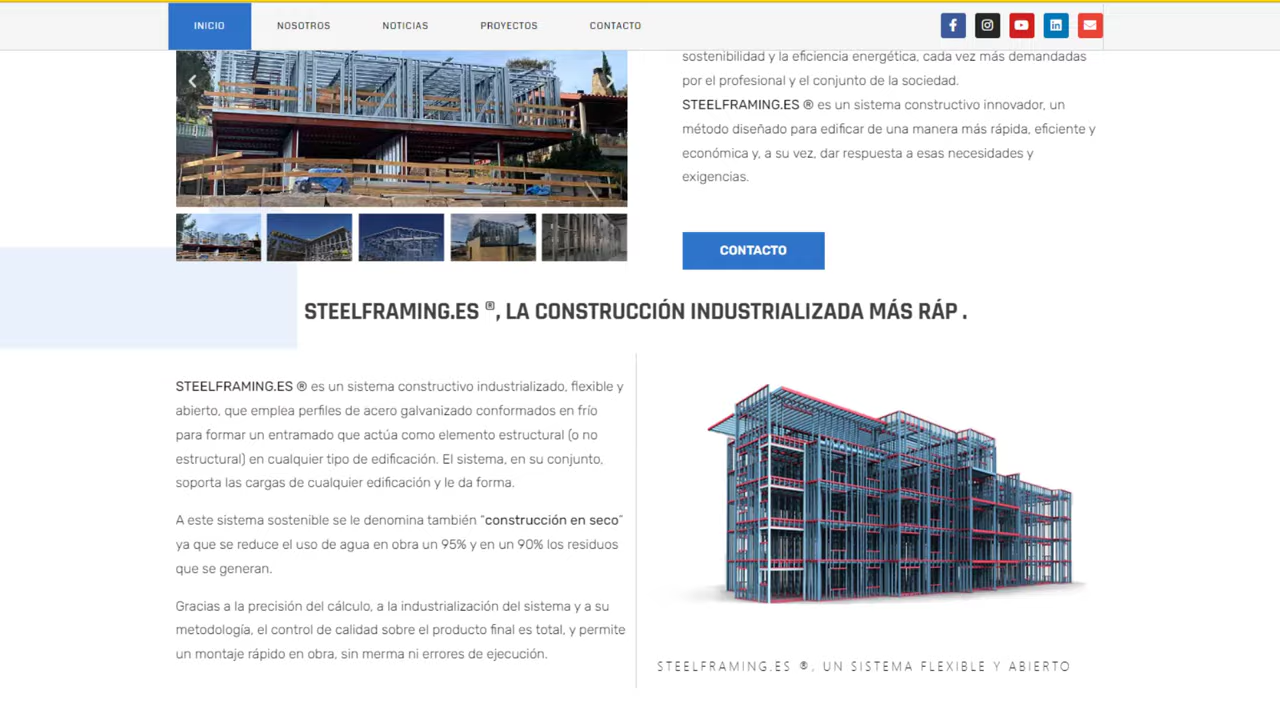 INICIO
NOSOTROS
NOTICIAS
PROYECTOS
CONTACTO
sostenibilidad y la eficiencia energética, cada vez más demandadas
por el profesional y el conjunto de la sociedad.
STEELFRAMING.ES ® es un sistema constructivo innovador, un
método diseñado para edificar de una manera más rápida, eficiente y
económica y, a su vez, dar respuesta a esas necesidades y
exigencias.
CONTACTO
STEELFRAMING.ES ®, LA CONSTRUCCIÓN INDUSTRIALIZADA MÁS RÁP .
STEELFRAMING.ES ® es un sistema constructivo industrializado, flexible y
abierto, que emplea perfiles de acero galvanizado conformados en frío
para formar un entramado que actúa como elemento estructural (o no
estructural) en cualquier tipo de edificación. El sistema, en su conjunto,
soporta las cargas de cualquier edificación y le da forma.
A este sistema sostenible se le denomina también “construcción en seco”
ya que se reduce el uso de agua en obra un 95% y en un 90% los residuos
que se generan.
Gracias a la precisión del cálculo, a la industrialización del sistema y a su
metodología, el control de calidad sobre el producto final es total, y permite
un montaje rápido en obra, sin merma ni errores de ejecución.
STEELFRAMING.ES ®, UN SISTEMA FLEXIBLE Y ABIERTO